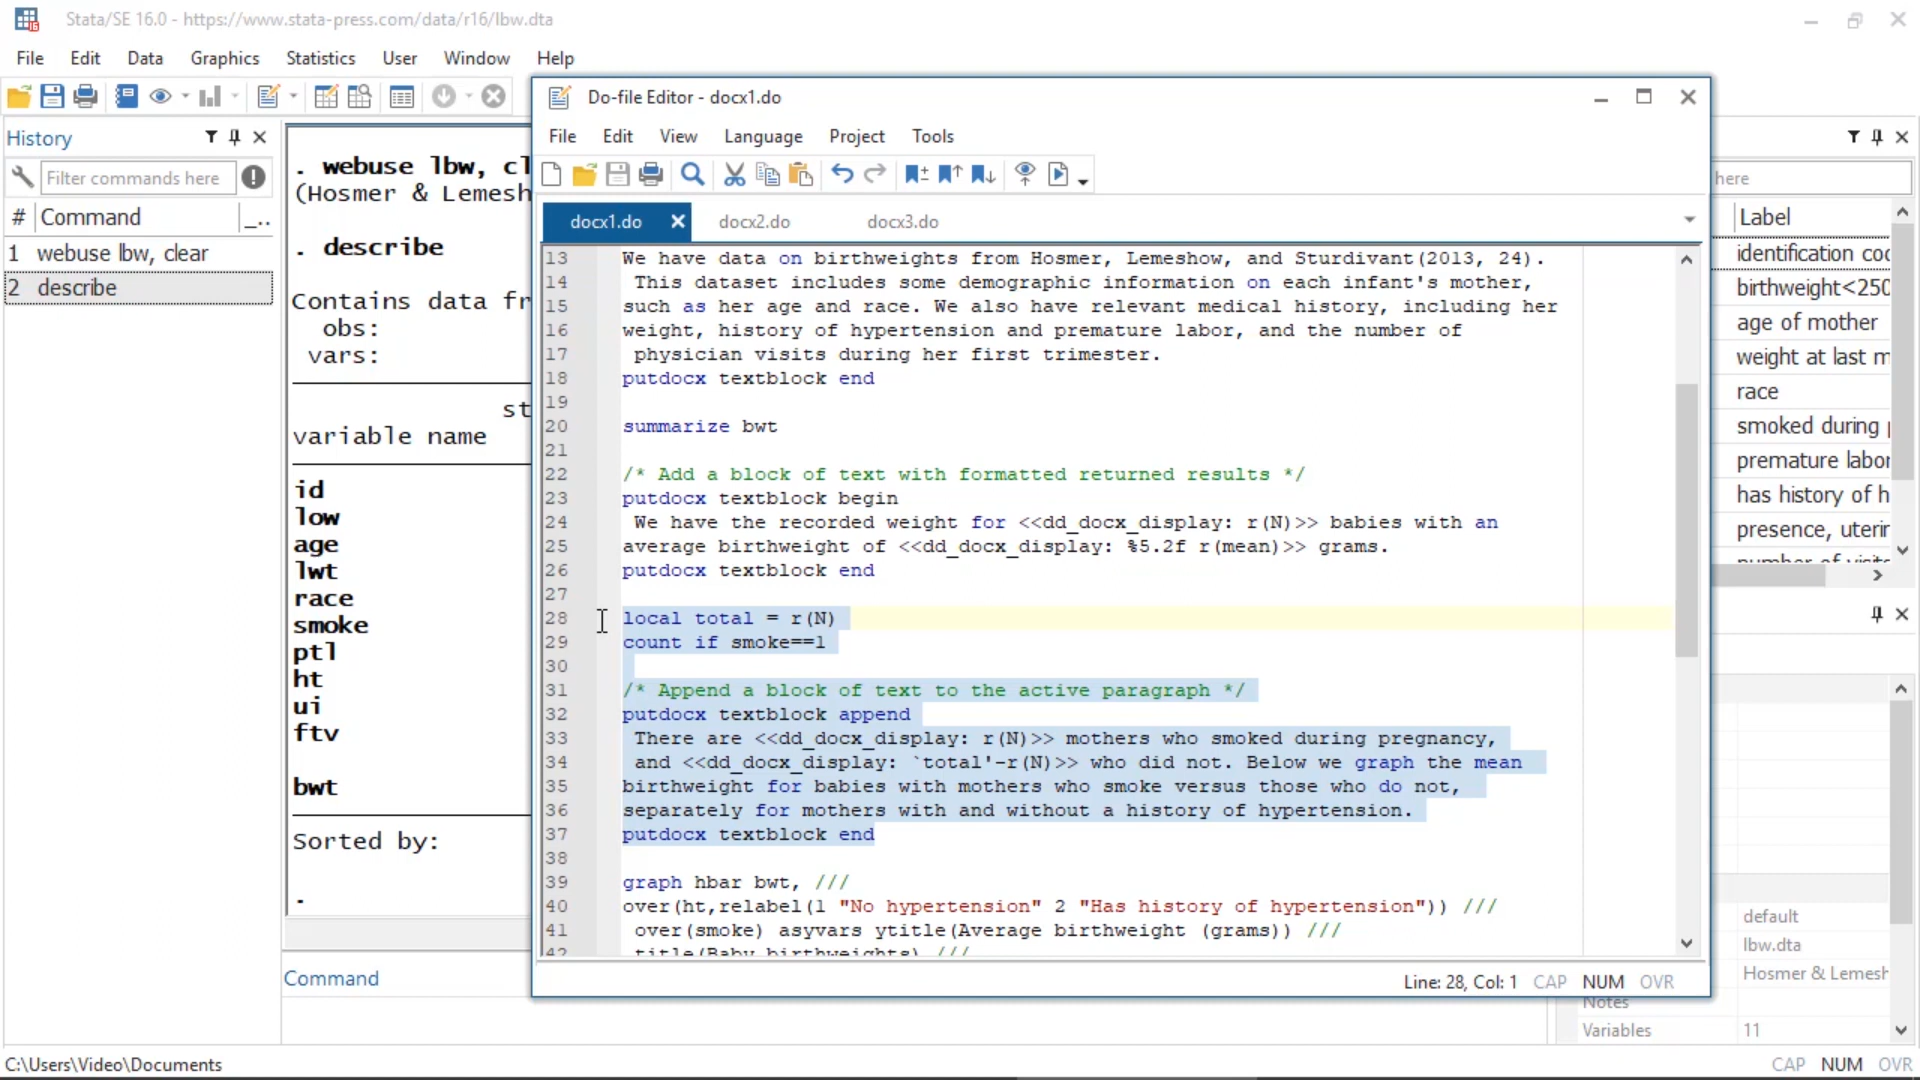 Stata/SE 16.0 - https://www.stata-press.com/data/r16/lbw.dta
File Edit Data Graphics Statistics User Window Help
History
Filter commands here
# Command _..
1 webuse lbw, clear
2 describe
. webuse lbw, cl
(Hosmer & Lemesh
. describe
Contains data fr
obs:
vars:
st
variable name
id
low
age
lwt
race
smoke
ptl
ht
ui
ftv
bwt
Sorted by:
.
Command
Do-file Editor - docx1.do
File Edit View Language Project Tools
docx1.do docx2.do docx3.do
13 We have data on birthweights from Hosmer, Lemeshow, and Sturdivant(2013, 24).
14 This dataset includes some demographic information on each infant's mother,
15 such as her age and race. We also have relevant medical history, including her
16 weight, history of hypertension and premature labor, and the number of
17 physician visits during her first trimester.
18 putdocx textblock end
19
20 summarize bwt
21
22 /* Add a block of text with formatted returned results */
23 putdocx textblock begin
24 We have the recorded weight for <<dd_docx_display: r(N)>> babies with an
25 average birthweight of <<dd_docx_display: %5.2f r(mean)>> grams.
26 putdocx textblock end
27
28 local total = r(N)
29 count if smoke==1
30
31 /* Append a block of text to the active paragraph */
32 putdocx textblock append
33 There are <<dd_docx_display: r(N)>> mothers who smoked during pregnancy,
34 and <<dd_docx_display: `total'-r(N)>> who did not. Below we graph the mean
35 birthweight for babies with mothers who smoke versus those who do not,
36 separately for mothers with and without a history of hypertension.
37 putdocx textblock end
38
39 graph hbar bwt, ///
40 over(ht,relabel(1 "No hypertension" 2 "Has history of hypertension")) ///
41 over(smoke) asyvars ytitle(Average birthweight (grams)) ///
42 title(Baby birthweights) ///
Line: 28, Col: 1 CAP NUM OVR
here
Label
identification coc
birthweight<250
age of mother
weight at last m
race
smoked during
premature labor
has history of h
presence, uterir
number of visits
default
lbw.dta
Hosmer & Lemesh
Notes
Variables 11
C:\Users\Video\Documents
CAP NUM OVR